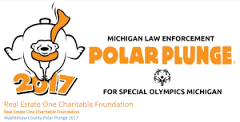 MICHIGAN LAW ENFORCEMENT
POLAR PLUNGE
2017
FOR SPECIAL OLYMPICS MICHIGAN
Real Estate One Charitable Foundation
Real Estate One Charitable Foundation
Washtenaw County Polar Plunge 2017